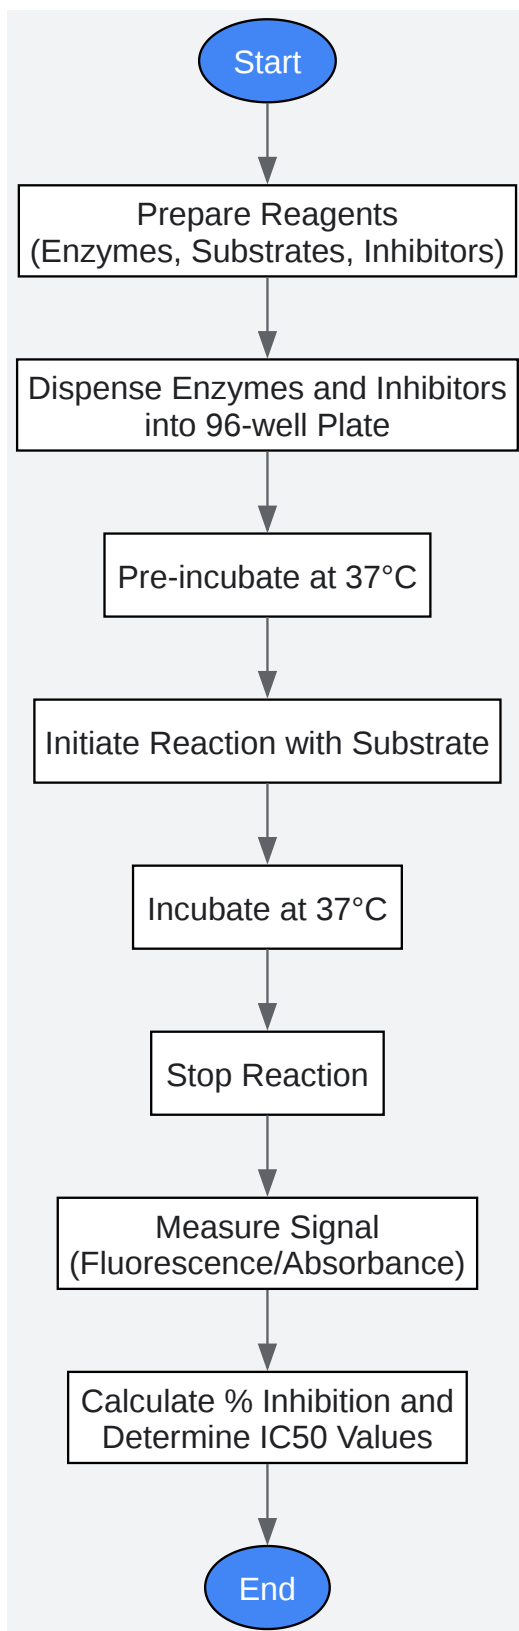 Start
Prepare Reagents
(Enzymes, Substrates, Inhibitors)
Dispense Enzymes and Inhibitors
into 96-well Plate
Pre-incubate at 37°C
Initiate Reaction with Substrate
Incubate at 37°C
Stop Reaction
Measure Signal
(Fluorescence/Absorbance)
Calculate % Inhibition and
Determine IC50 Values
End